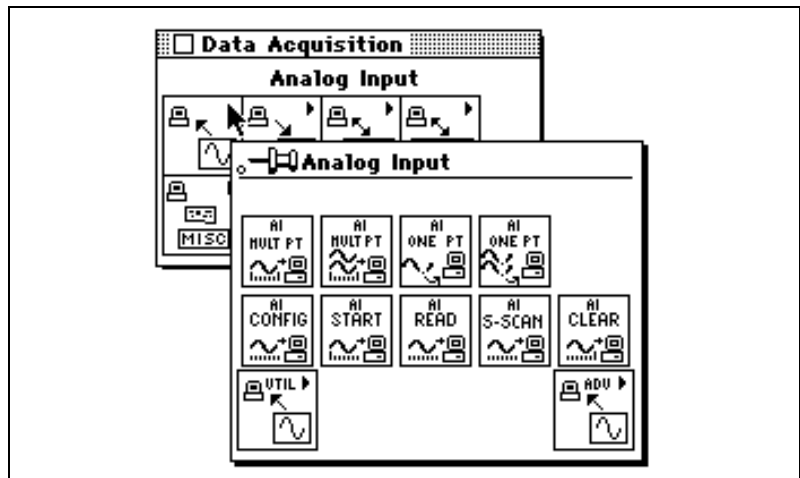 Data Acquisition
Analog Input
MISC
Analog Input
AI MULT PT
AI MULT PT
AI ONE PT
AI ONE PT
AI CONFIG
AI START
AI READ
AI S-SCAN
AI CLEAR
UTIL
ADV